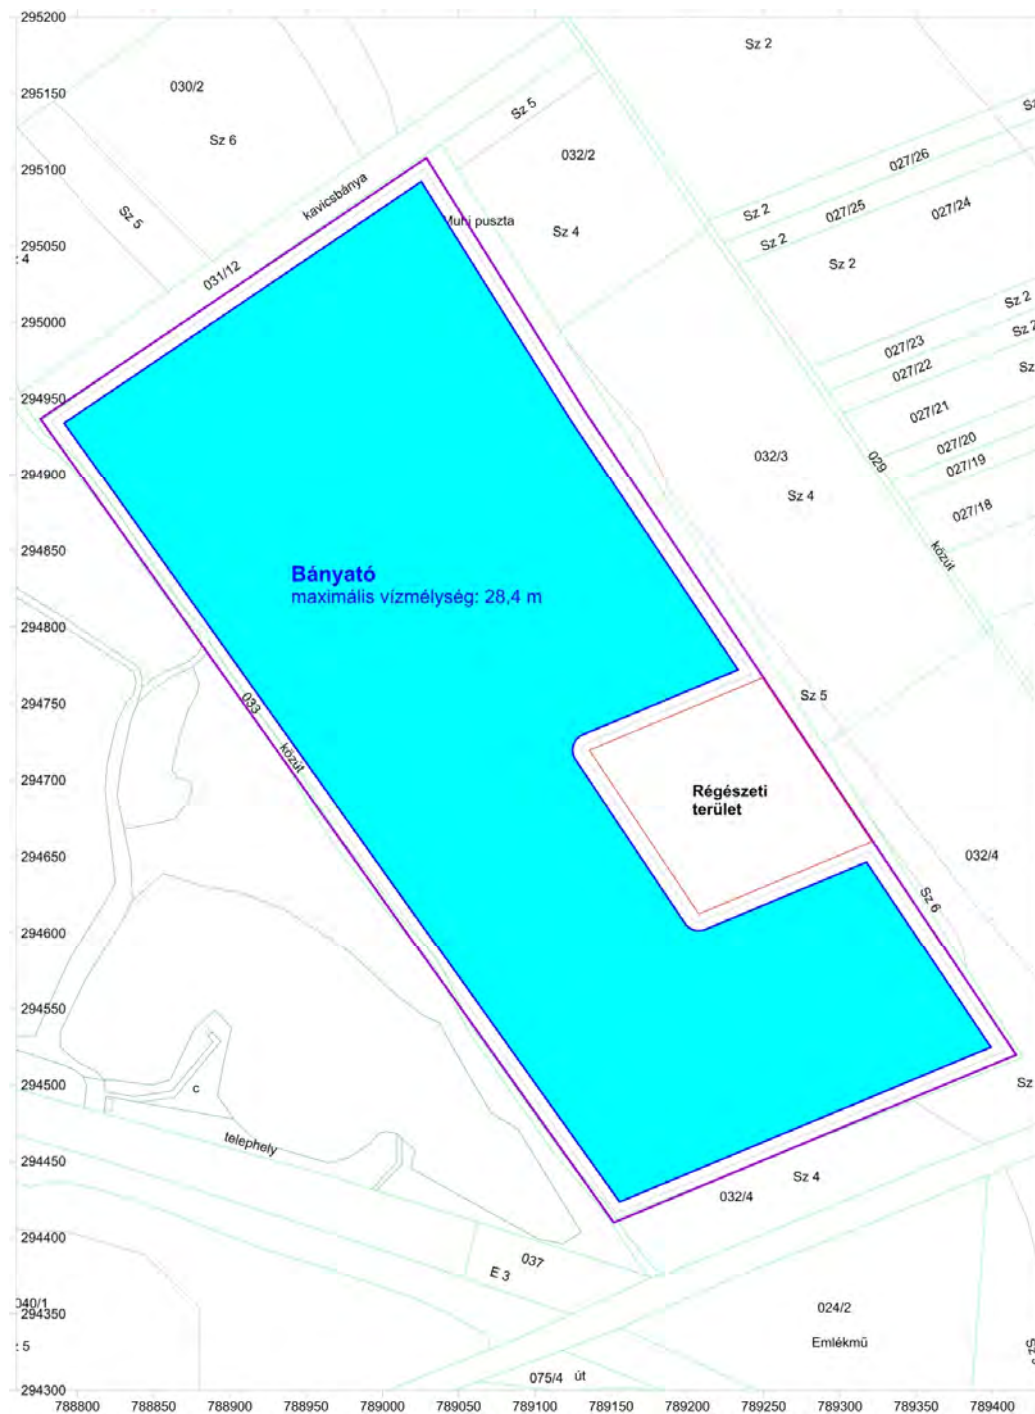 295200
Sz 2
295150
030/2
Sz 5
Sz 6
032/2
027/26
295100
kavicsbánya
Sz 5
Sz 2
027/25
027/24
295050
Muhi puszta
Sz 4
Sz 2
Sz 2
: 4
031/12
Sz 2
295000
027/23
Sz 2
027/22
Sz
294950
027/21
027/20
032/3
029
027/19
294900
Sz 4
027/18
294850
közút
Bányató
maximális vízmélység: 28,4 m
294800
294750
033
Sz 5
294700
közút
Régészeti
terület
294650
032/4
Sz 6
294600
294550
294500
c
Sz
telephely
294450
Sz 4
032/4
294400
037
E 3
040/1
294350
024/2
: 5
Emlékmű
075/4
út
294300
788800
788850
788900
788950
789000
789050
789100
789150
789200
789250
789300
789350
789400